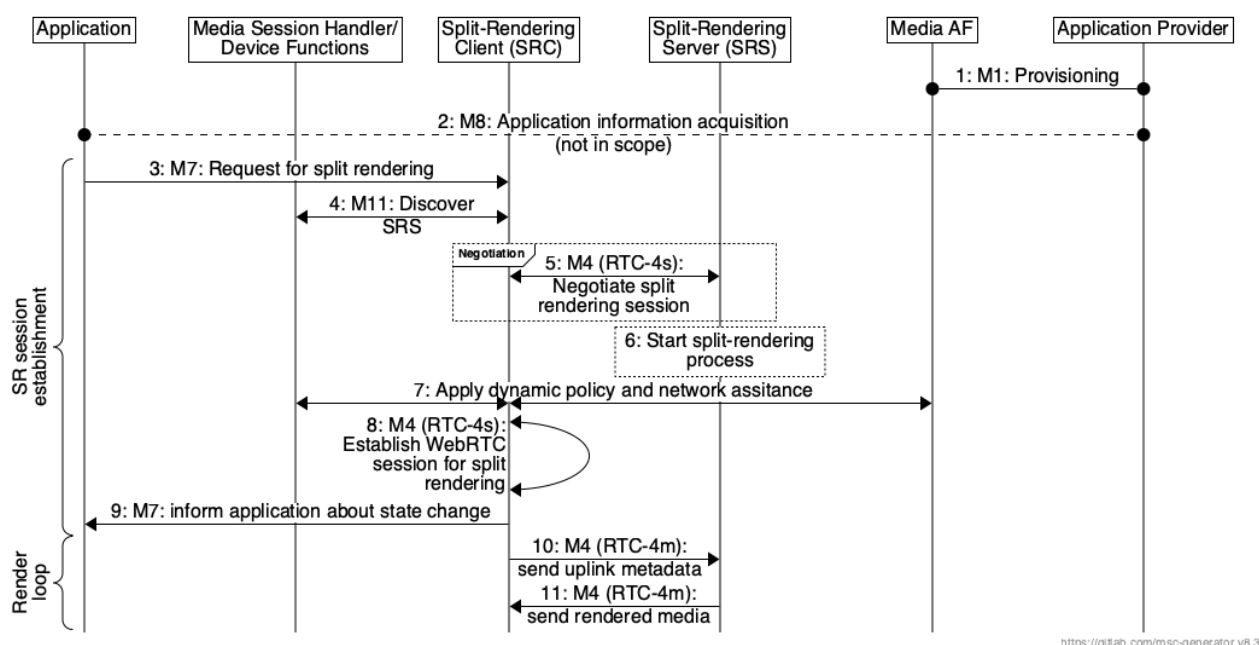 Application
Media Session Handler/
Device Functions
Split-Rendering
Client (SRC)
Split-Rendering
Server (SRS)
Media AF
Application Provider
1: M1: Provisioning
2: M8: Application information acquisition
(not in scope)
3: M7: Request for split rendering
4: M11: Discover
SRS
Negotiation
5: M4 (RTC-4s):
Negotiate split
rendering session
6: Start split-rendering
process
7: Apply dynamic policy and network assitance
8: M4 (RTC-4s):
Establish WebRTC
session for split
rendering
9: M7: inform application about state change
10: M4 (RTC-4m):
send uplink metadata
11: M4 (RTC-4m):
send rendered media
SR session
establishment
Render
loop
https://gitlab.com/msc-generator v8.3